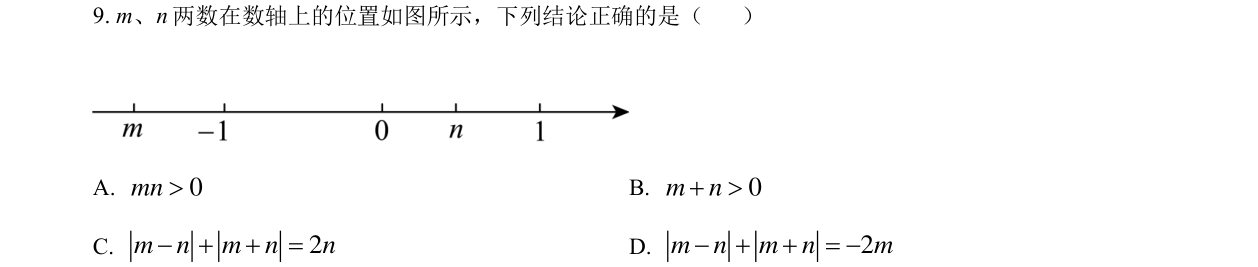 9. m、n 两数在数轴上的位置如图所示，下列结论正确的是（　　）
m −1 0 n 1
A. mn > 0 B. m + n > 0
C. |m − n| + |m + n| = 2n D. |m − n| + |m + n| = −2m